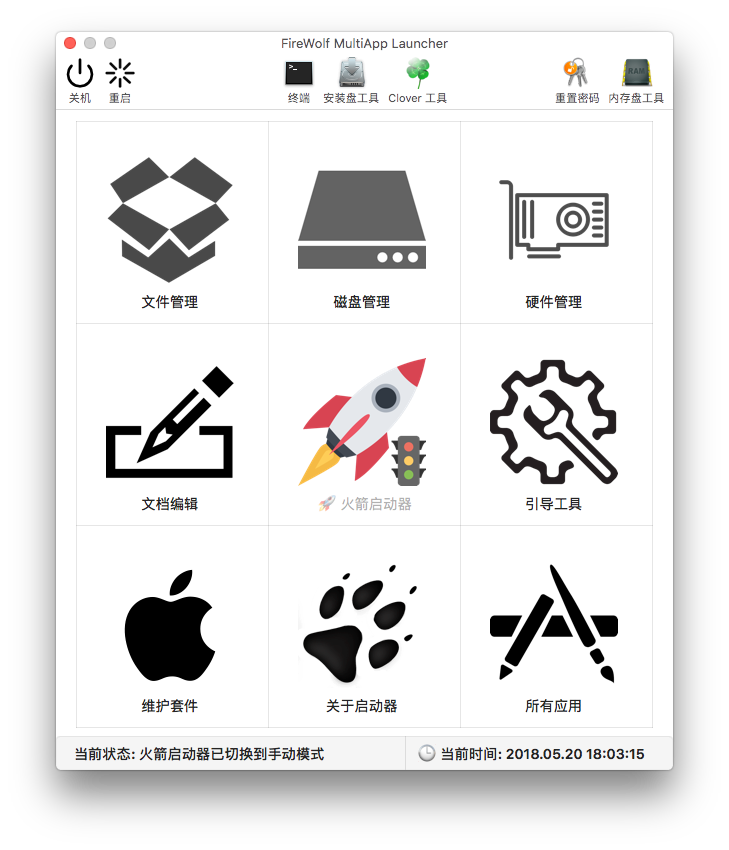 FireWolf MultiApp Launcher
>_
RAM
关机 重启 终端 安装盘工具 Clover 工具 重置密码 内存盘工具
文件管理 磁盘管理 硬件管理
文档编辑 🚀 火箭启动器 引导工具
维护套件 关于启动器 所有应用
当前状态: 火箭启动器已切换到手动模式 当前时间: 2018.05.20 18:03:15